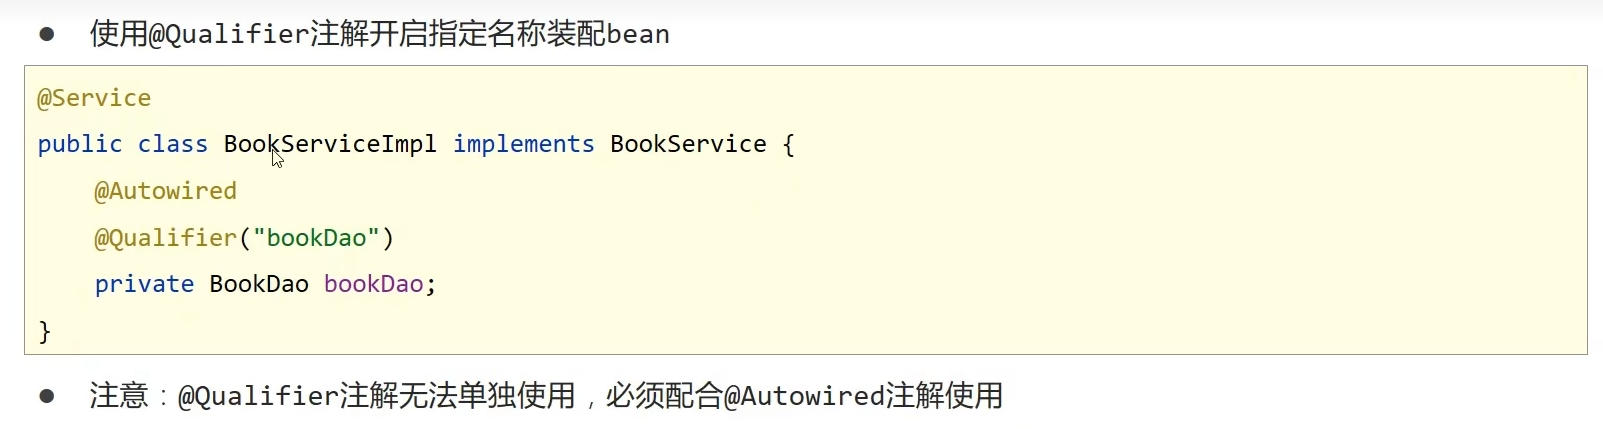 ● 使用@Qualifier注解开启指定名称装配bean
@Service
public class BookServiceImpl implements BookService {
    @Autowired
    @Qualifier("bookDao")
    private BookDao bookDao;
}
● 注意：@Qualifier注解无法单独使用，必须配合@Autowired注解使用